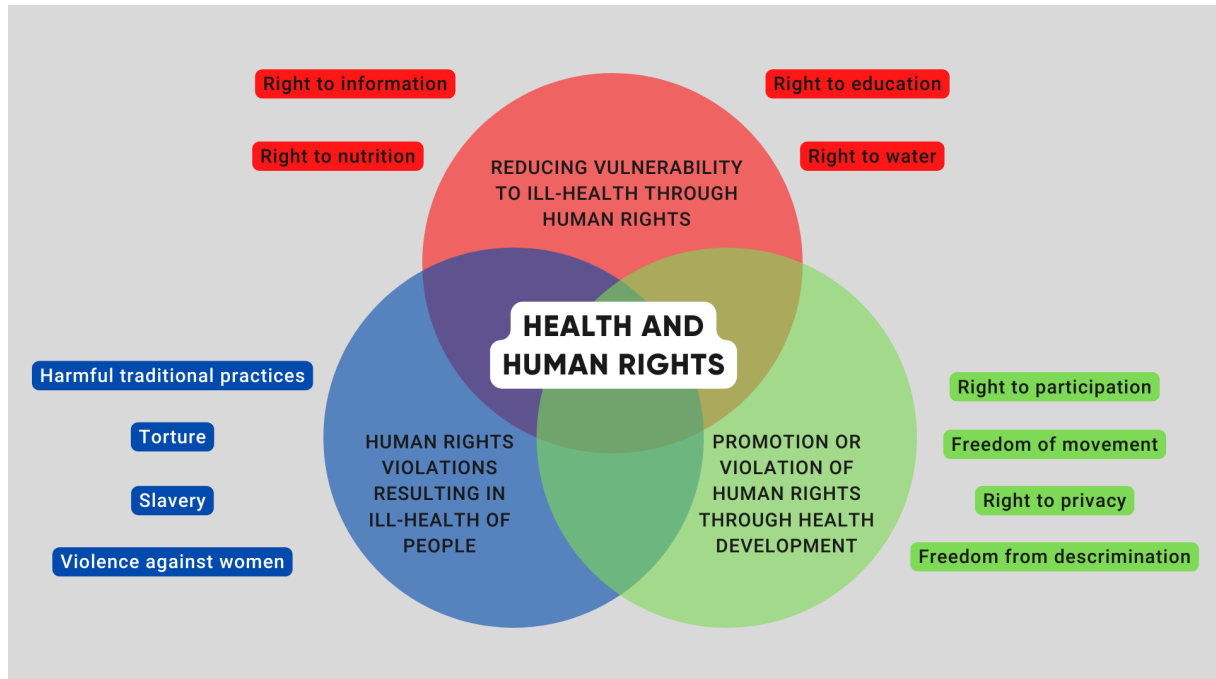 Right to information
Right to education
Right to nutrition
Right to water
REDUCING VULNERABILITY
TO ILL-HEALTH THROUGH
HUMAN RIGHTS
HEALTH AND
HUMAN RIGHTS
Harmful traditional practices
Torture
Slavery
Violence against women
HUMAN RIGHTS
VIOLATIONS
RESULTING IN
ILL-HEALTH OF
PEOPLE
PROMOTION OR
VIOLATION OF
HUMAN RIGHTS
THROUGH HEALTH
DEVELOPMENT
Right to participation
Freedom of movement
Right to privacy
Freedom from descrimination